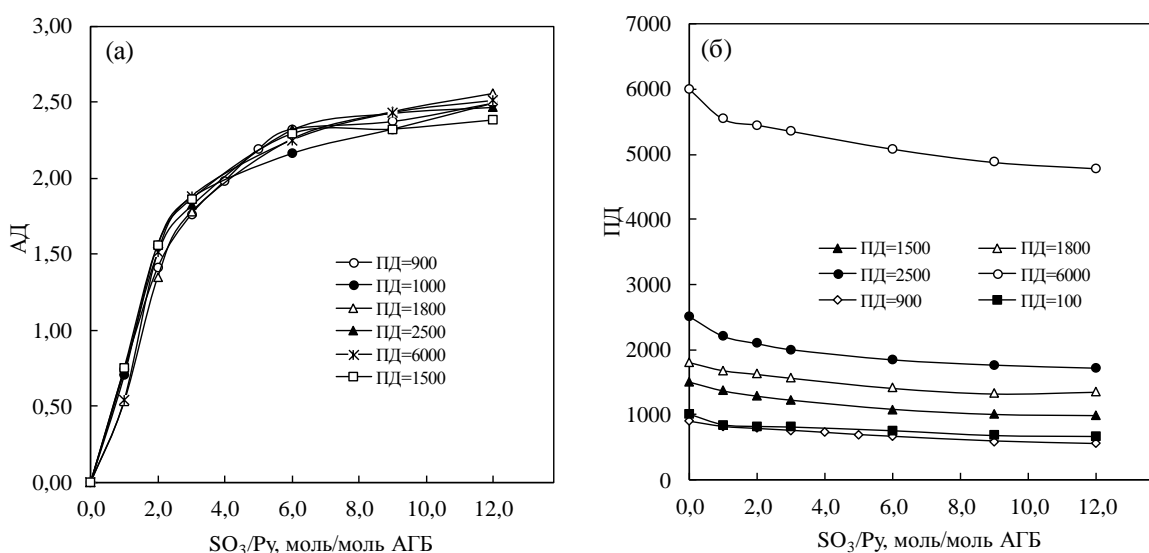 (а)
3,00
2,50
2,00
1,50
1,00
0,50
0,00
АД
0,0 2,0 4,0 6,0 8,0 10,0 12,0
SO3/Py, моль/моль АГБ
ПД=900
ПД=1000
ПД=1800
ПД=2500
ПД=6000
ПД=1500
(б)
7000
6000
5000
4000
3000
2000
1000
0
ПД
ПД=1500 ПД=1800
ПД=2500 ПД=6000
ПД=900 ПД=100
0,0 2,0 4,0 6,0 8,0 10,0 12,0
SO3/Py, моль/моль АГБ